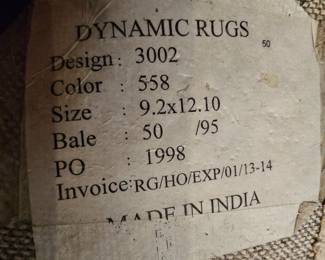 DYNAMIC RUGS
50
Design : 3002
Color : 558
Size : 9.2x12.10
Bale : 50 /95
PO : 1998
Invoice: RG/HO/EXP/01/13-14
MADE IN INDIA